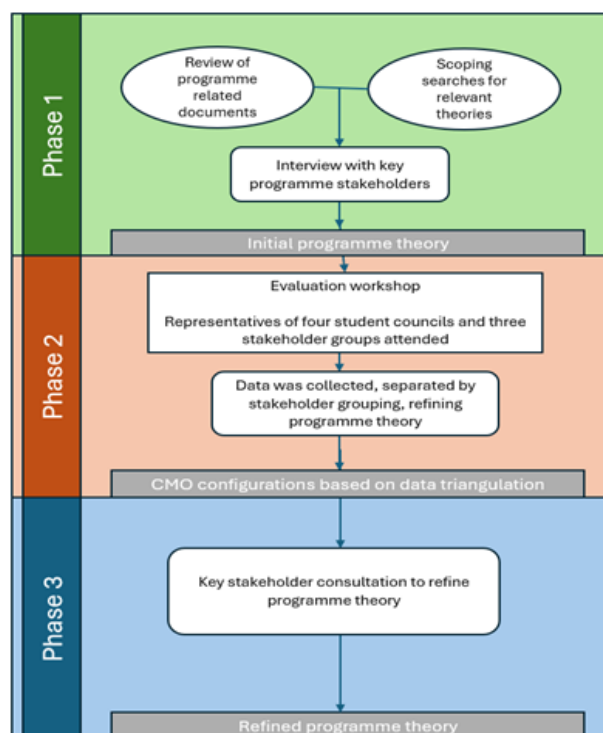 Phase 1
Review of
programme
related
documents
Scoping
searches for
relevant
theories
Interview with key
programme stakeholders
Initial programme theory
Phase 2
Evaluation workshop
Representatives of four student councils and three
stakeholder groups attended
Data was collected, separated by
stakeholder grouping, refining
programme theory
CMO configurations based on data triangulation
Phase 3
Key stakeholder consultation to refine
programme theory
Refined programme theory